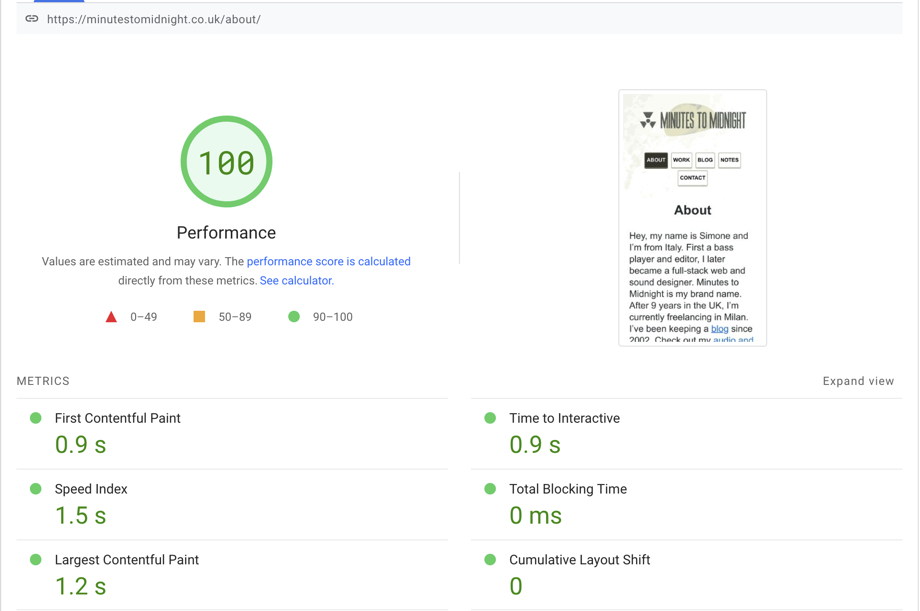 https://minutestomidnight.co.uk/about/
100
Performance
Values are estimated and may vary. The performance score is calculated
directly from these metrics. See calculator.
0–49
50–89
90–100
MINUTES TO MIDNIGHT
ABOUT WORK BLOG NOTES
CONTACT
About
Hey, my name is Simone and
I'm from Italy. First a bass
player and editor, I later
became a full-stack web and
sound designer. Minutes to
Midnight is my brand name.
After 9 years in the UK, I'm
currently freelancing in Milan.
I've been keeping a blog since
2002. Check out my audio and
METRICS
Expand view
First Contentful Paint
0.9 s
Time to Interactive
0.9 s
Speed Index
1.5 s
Total Blocking Time
0 ms
Largest Contentful Paint
1.2 s
Cumulative Layout Shift
0